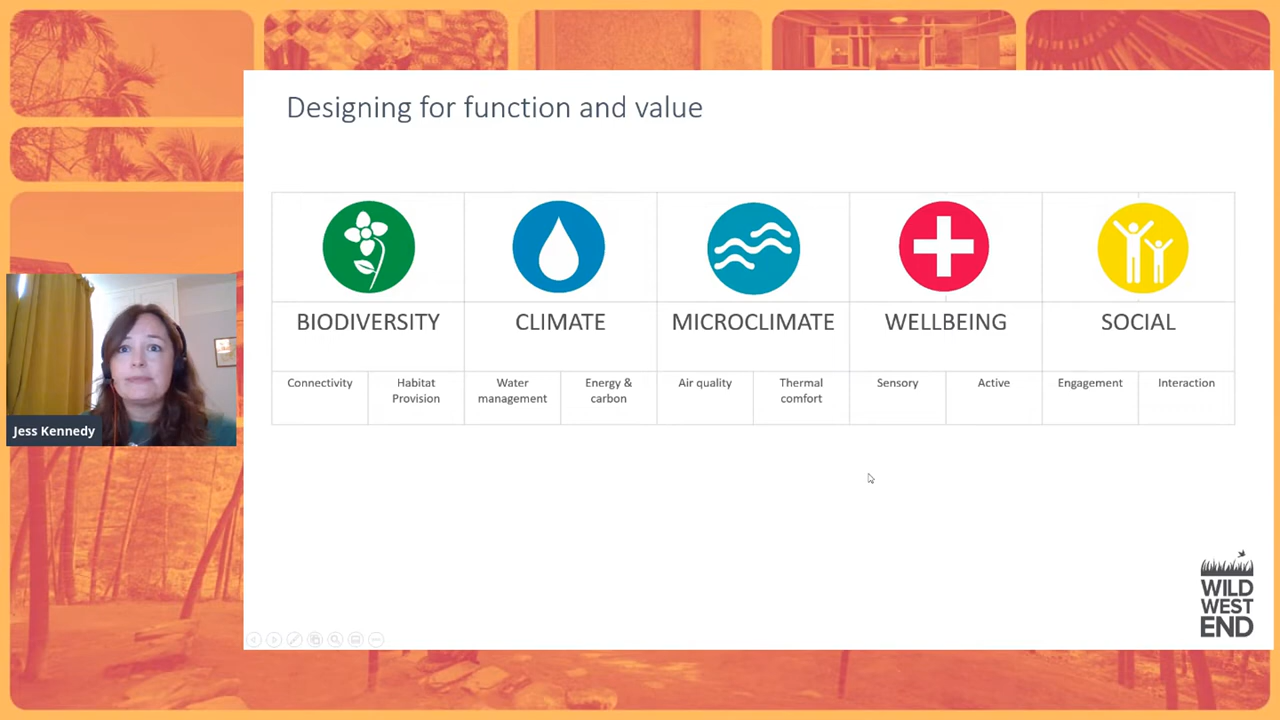 Designing for function and value
BIODIVERSITY
CLIMATE
MICROCLIMATE
WELLBEING
SOCIAL
Connectivity
Habitat
Provision
Water
management
Energy &
carbon
Air quality
Thermal
comfort
Sensory
Active
Engagement
Interaction
Jess Kennedy
WILD
WEST
END